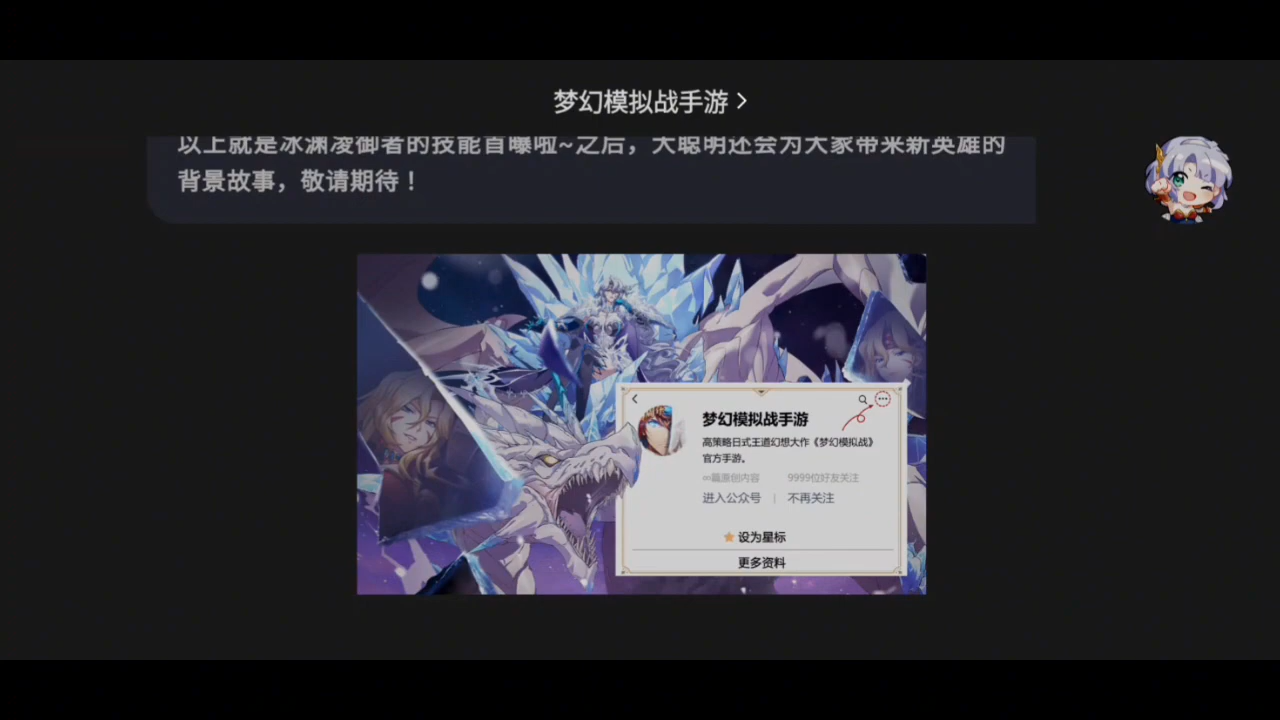 梦幻模拟战手游
以上就是冰渊凌御者的技能首曝啦~之后，大聪明还会为大家带来新英雄的
背景故事，敬请期待！
梦幻模拟战手游
高策略日式王道幻想大作《梦幻模拟战》
官方手游。
∞篇原创内容 9999位好友关注
进入公众号 | 不再关注
设为星标
更多资料